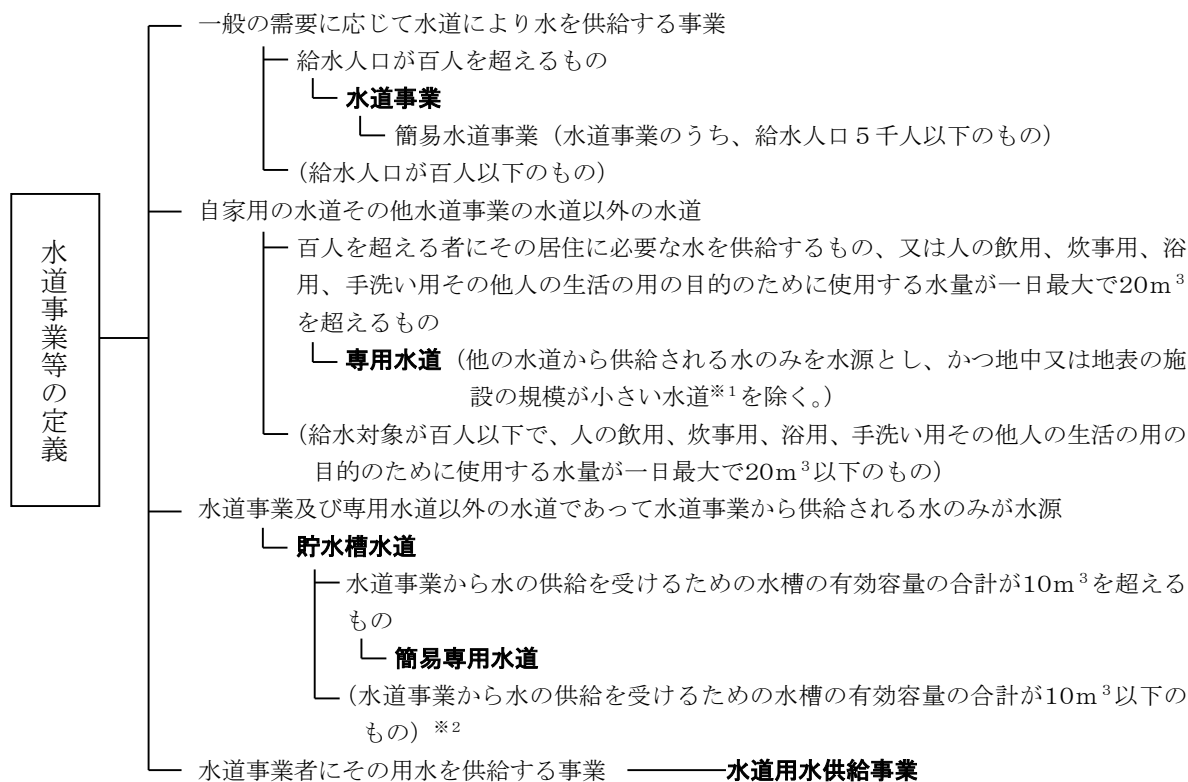 一般の需要に応じて水道により水を供給する事業
給水人口が百人を超えるもの
水道事業
簡易水道事業（水道事業のうち、給水人口５千人以下のもの）
（給水人口が百人以下のもの）
自家用の水道その他水道事業の水道以外の水道
百人を超える者にその居住に必要な水を供給するもの、又は人の飲用、炊事用、浴
用、手洗い用その他人の生活の用の目的のために使用する水量が一日最大で20ｍ³
を超えるもの
専用水道（他の水道から供給される水のみを水源とし、かつ地中又は地表の施
設の規模が小さい水道※1を除く。）
（給水対象が百人以下で、人の飲用、炊事用、浴用、手洗い用その他人の生活の用の
目的のために使用する水量が一日最大で20ｍ³以下のもの）
水道事業及び専用水道以外の水道であって水道事業から供給される水のみが水源
貯水槽水道
水道事業から水の供給を受けるための水槽の有効容量の合計が10ｍ³を超える
もの
簡易専用水道
（水道事業から水の供給を受けるための水槽の有効容量の合計が10ｍ³以下の
もの）※2
水道事業者にその用水を供給する事業 水道用水供給事業
水道事業等の定義